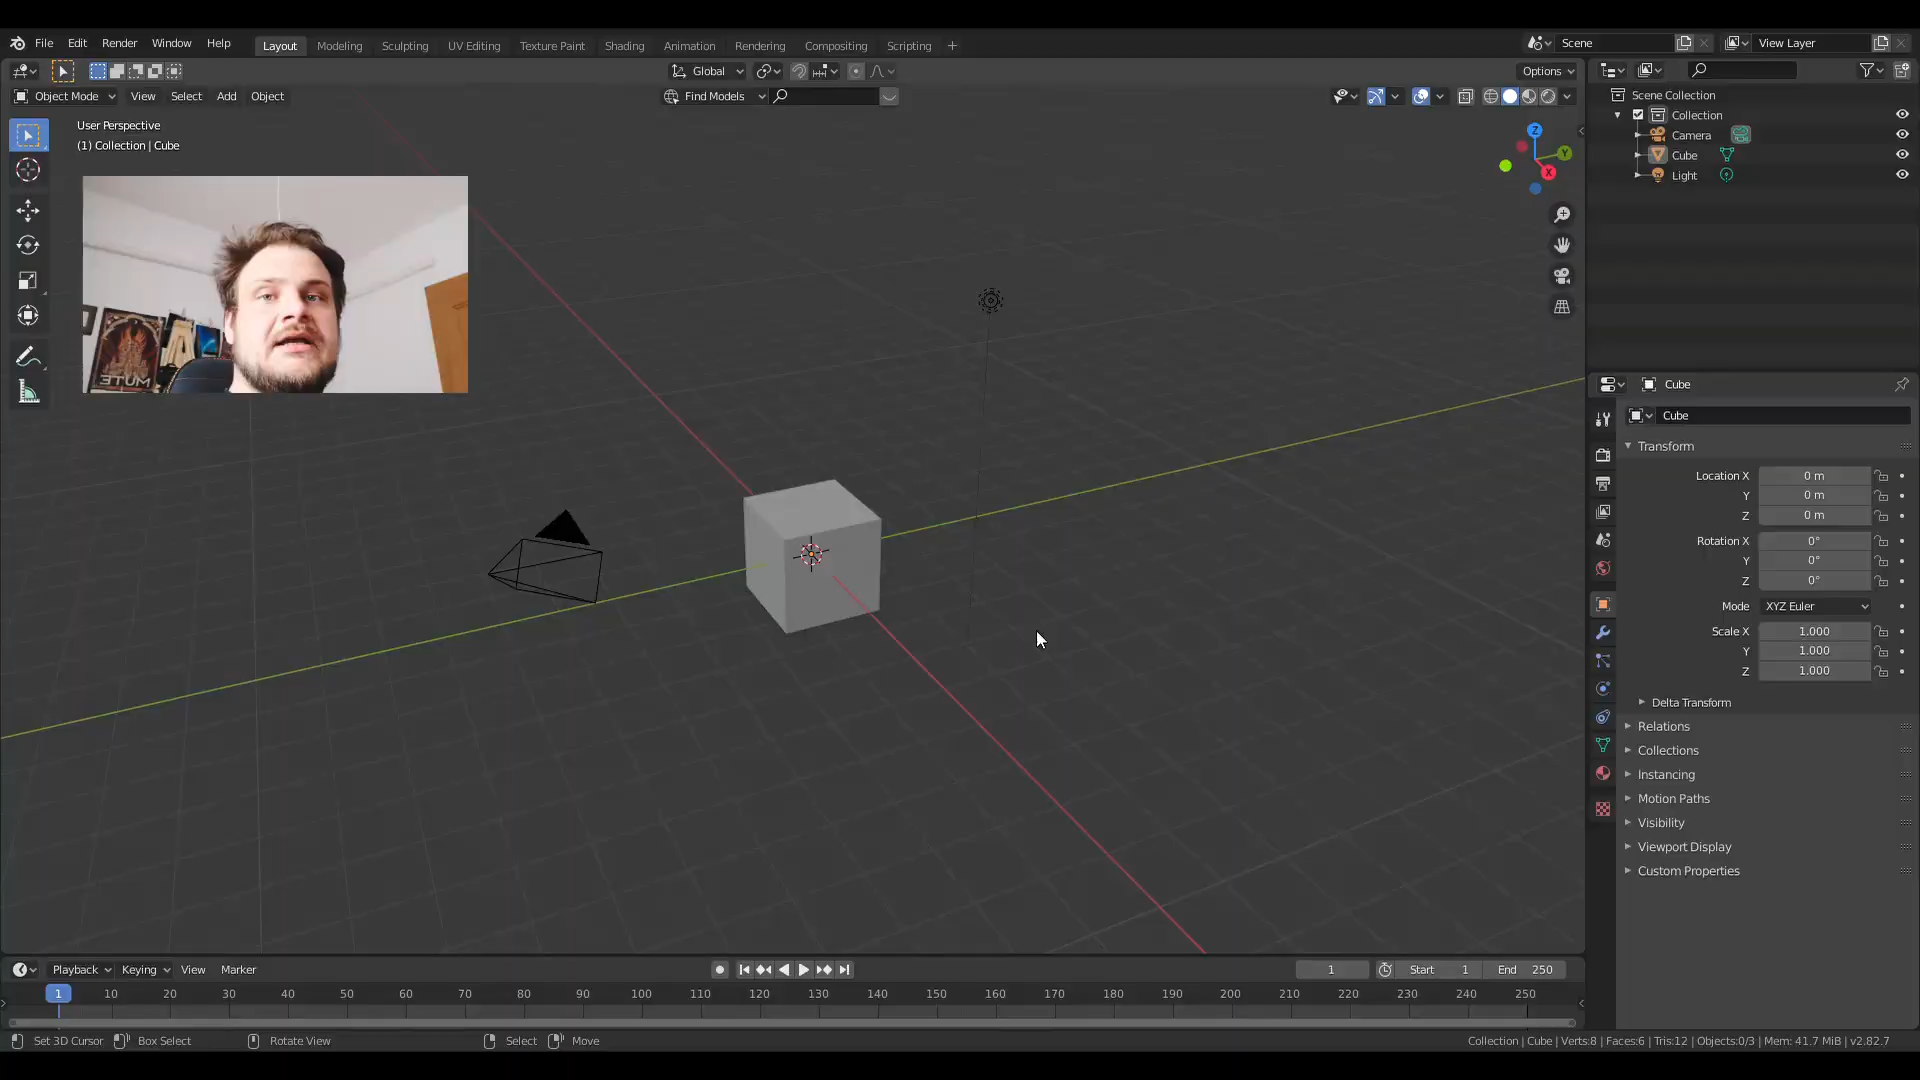 File Edit Render Window Help Layout Modeling Sculpting UV Editing Texture Paint Shading Animation Rendering Compositing Scripting + Scene View Layer
Global Options
Object Mode View Select Add Object Find Models
User Perspective
(1) Collection | Cube
Z
Y
X
MUTE
Scene Collection
Collection
Camera
Cube
Light
Cube
Cube
Transform
Location X 0 m
Y 0 m
Z 0 m
Rotation X 0°
Y 0°
Z 0°
Mode XYZ Euler
Scale X 1.000
Y 1.000
Z 1.000
Delta Transform
Relations
Collections
Instancing
Motion Paths
Visibility
Viewport Display
Custom Properties
Playback Keying View Marker 1 Start 1 End 250
1 10 20 30 40 50 60 70 80 90 100 110 120 130 140 150 160 170 180 190 200 210 220 230 240 250
Set 3D Cursor Box Select Rotate View Select Move Collection | Cube | Verts:8 | Faces:6 | Tris:12 | Objects:0/3 | Mem: 41.7 MiB | v2.82.7